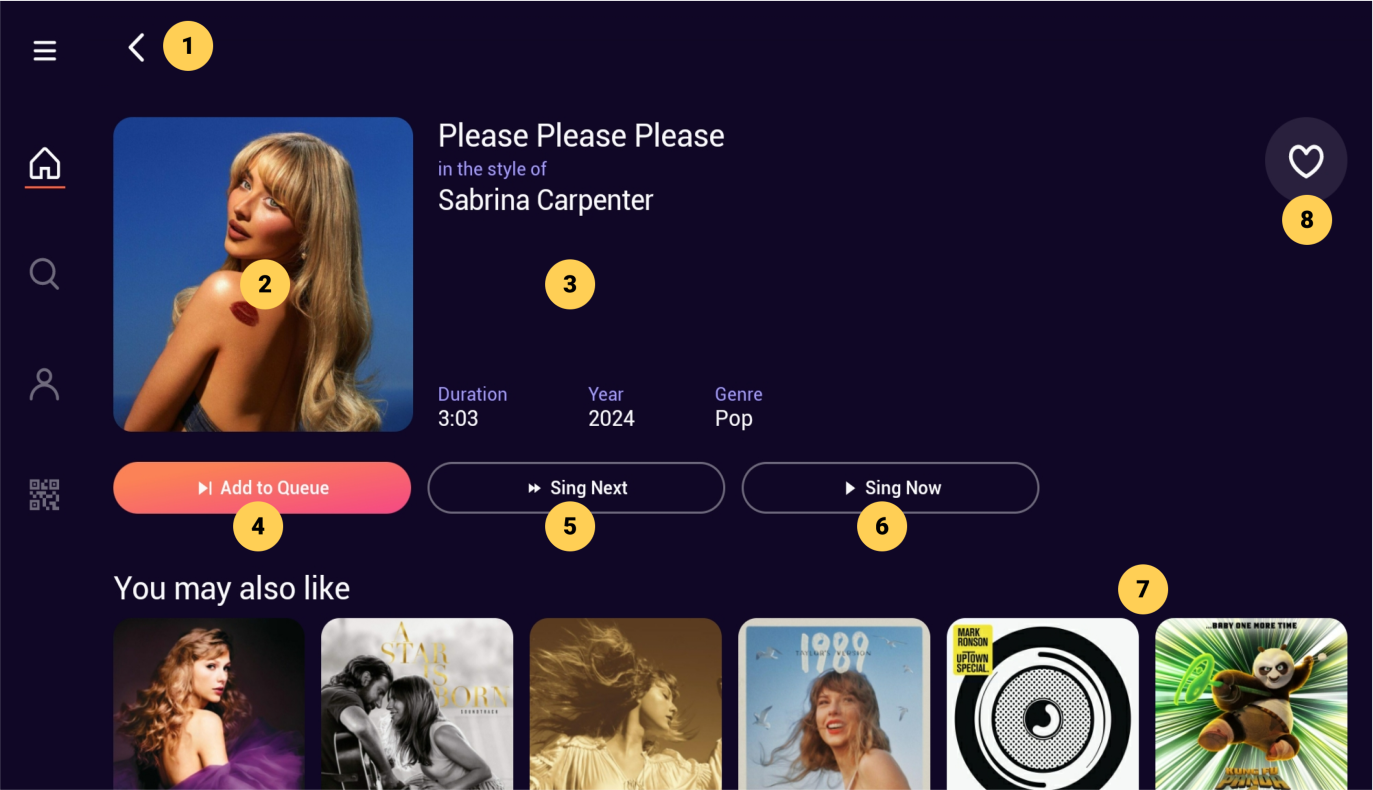 1
Please Please Please
in the style of
Sabrina Carpenter
8
2
3
Duration Year Genre
3:03 2024 Pop
Add to Queue Sing Next Sing Now
4 5 6
You may also like
7
A
STAR
IS
BORN
SOUNDTRACK
1989
TAYLOR'S VERSION
MARK
RONSON
UPTOWN
SPECIAL.
...BABY ONE MORE TIME
KUNG FU
PANDA